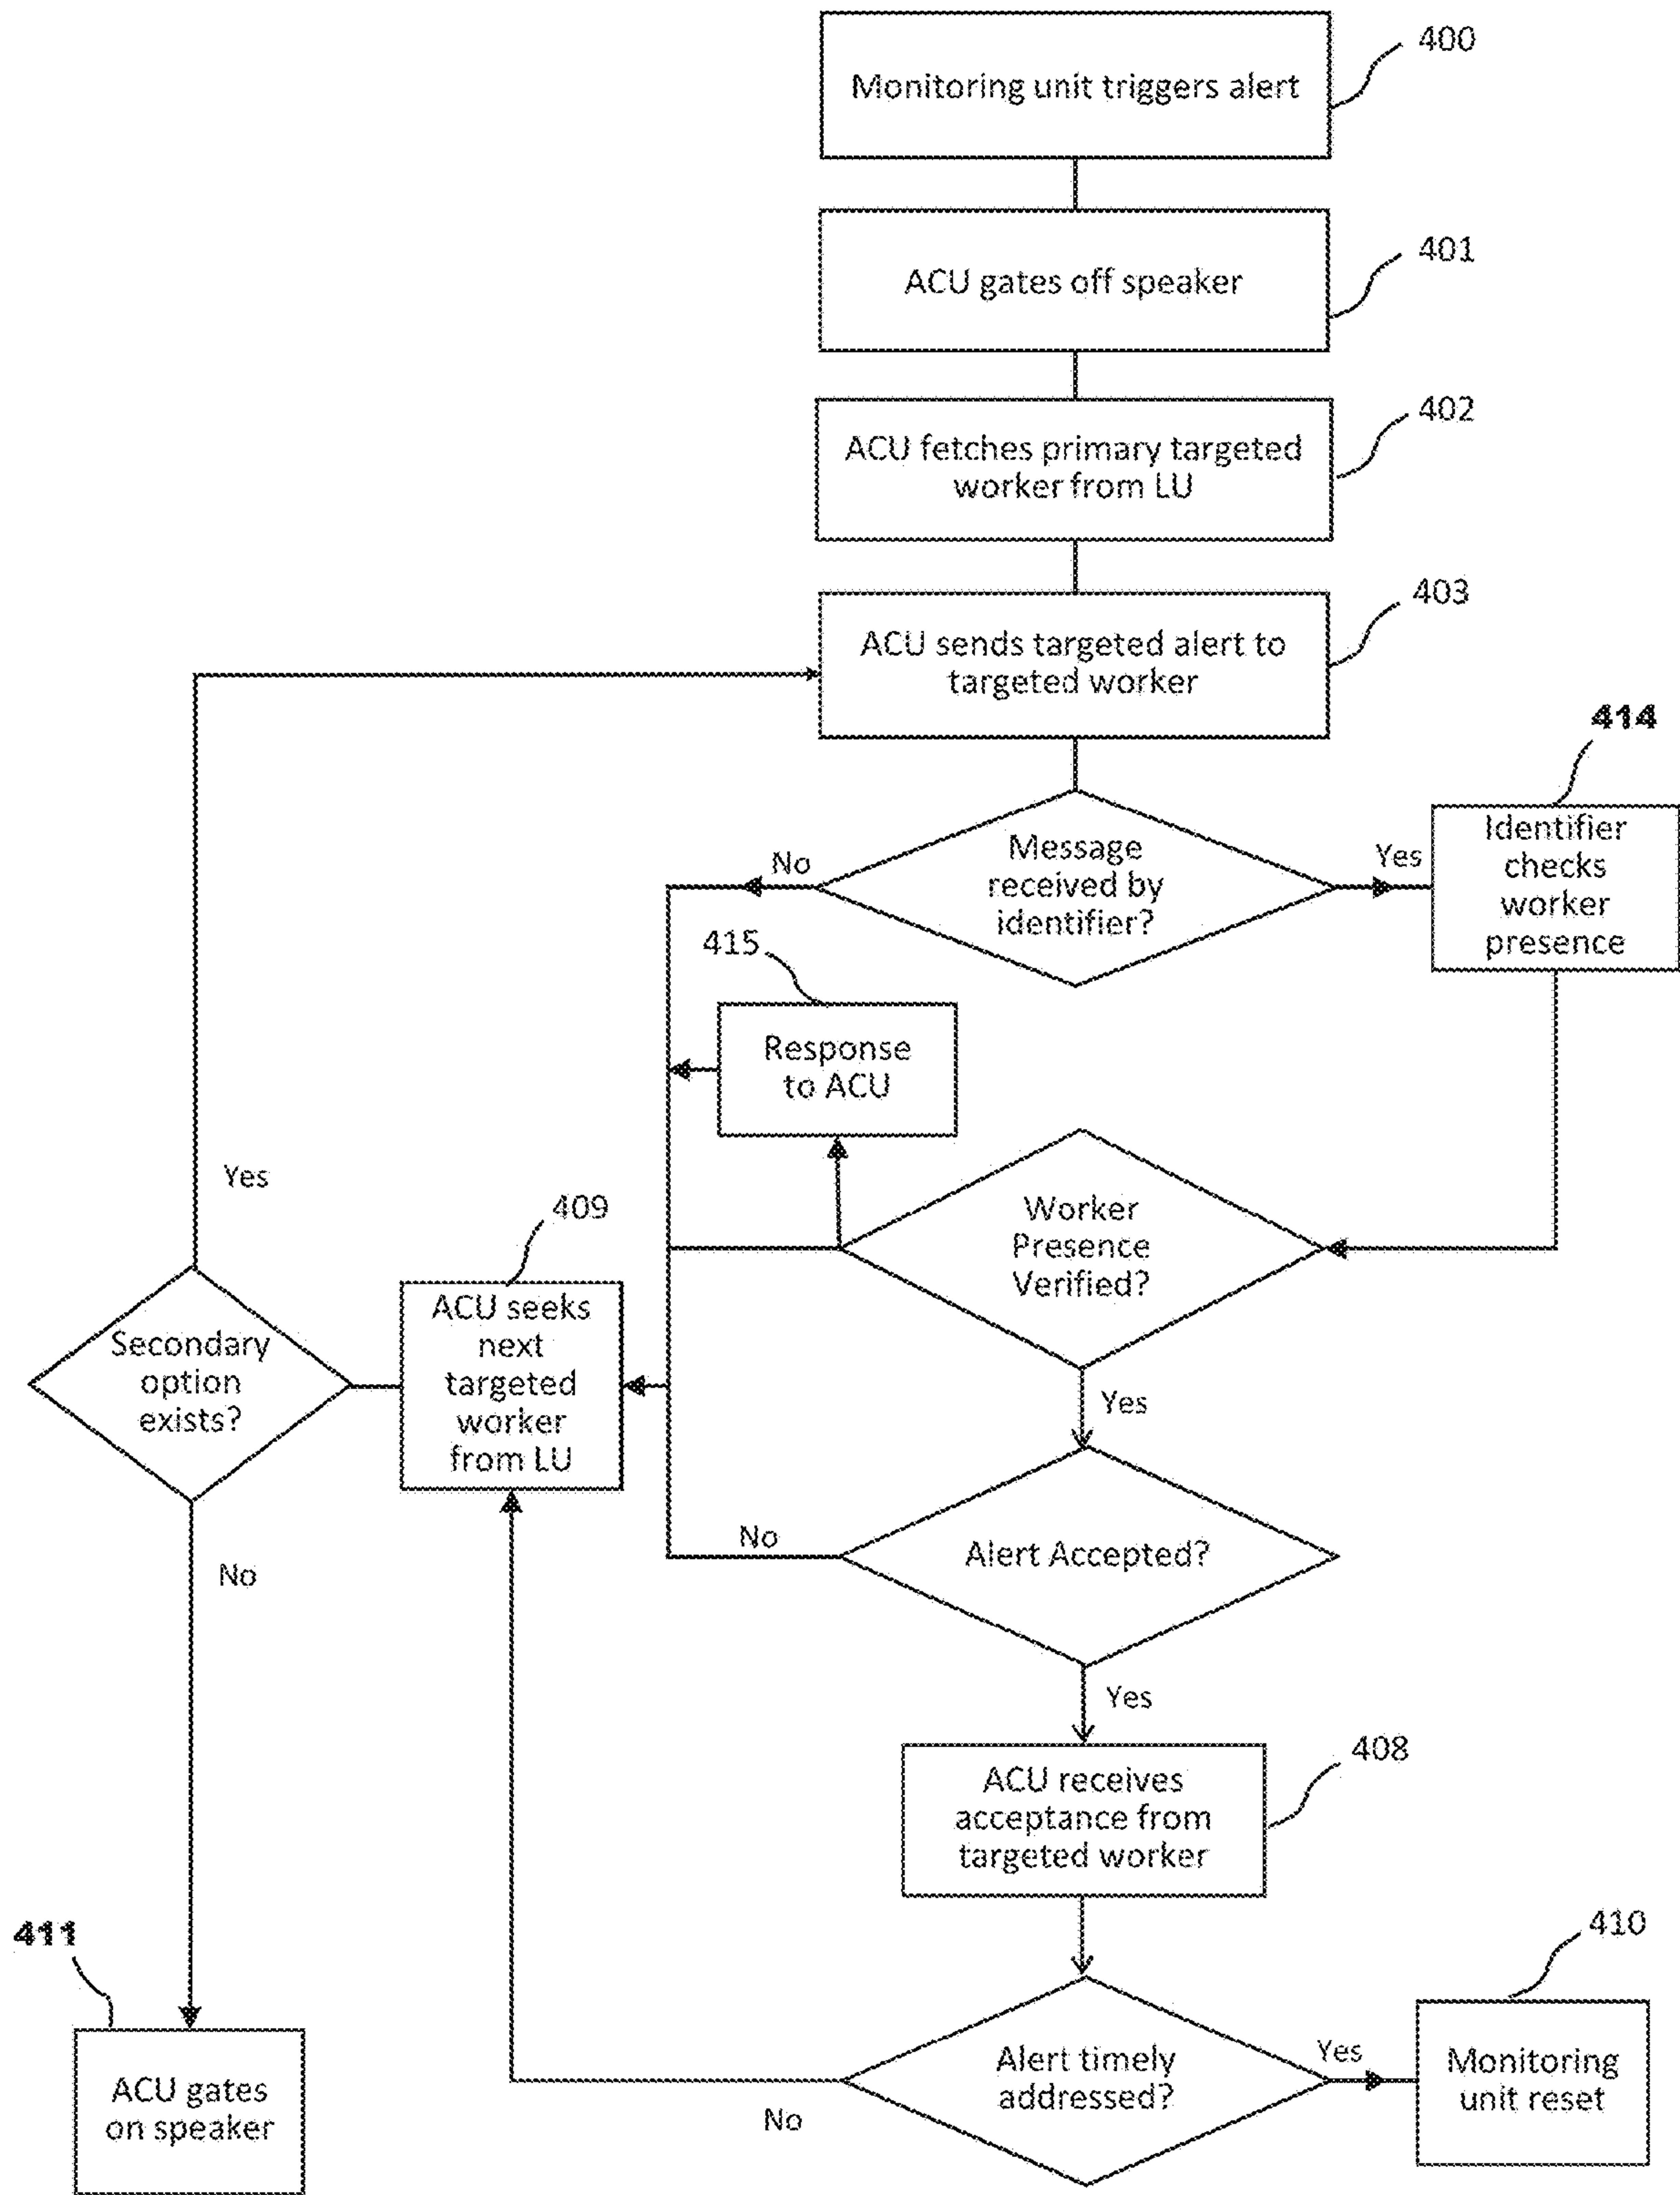 400
Monitoring unit triggers alert
401
ACU gates off speaker
402
ACU fetches primary targeted
worker from LU
403
ACU sends targeted alert to
targeted worker
414
No
Message
received by
identifier?
Yes
Identifier
checks
worker
presence
415
Response
to ACU
Yes
409
Worker
Presence
Verified?
Secondary
option
exists?
ACU seeks
next
targeted
worker
from LU
Yes
No
No
Alert Accepted?
Yes
408
ACU receives
acceptance from
targeted worker
411
410
ACU gates
on speaker
No
Alert timely
addressed?
Yes
Monitoring
unit reset